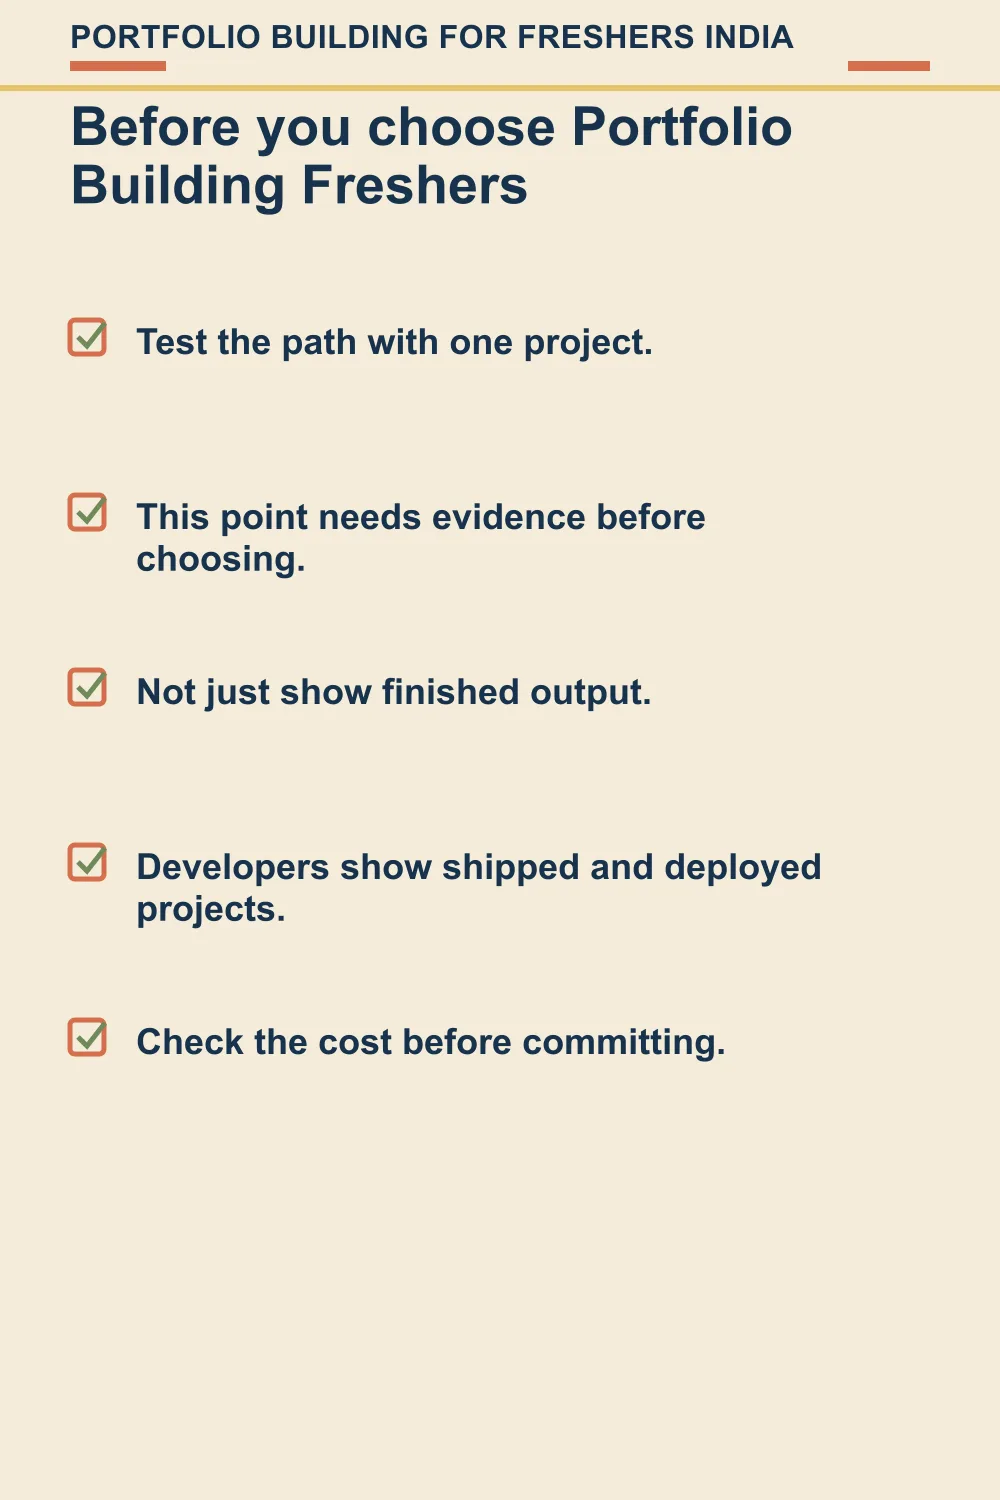 PORTFOLIO BUILDING FOR FRESHERS INDIA
Before you choose Portfolio
Building Freshers
Test the path with one project.
This point needs evidence before
choosing.
Not just show finished output.
Developers show shipped and deployed
projects.
Check the cost before committing.